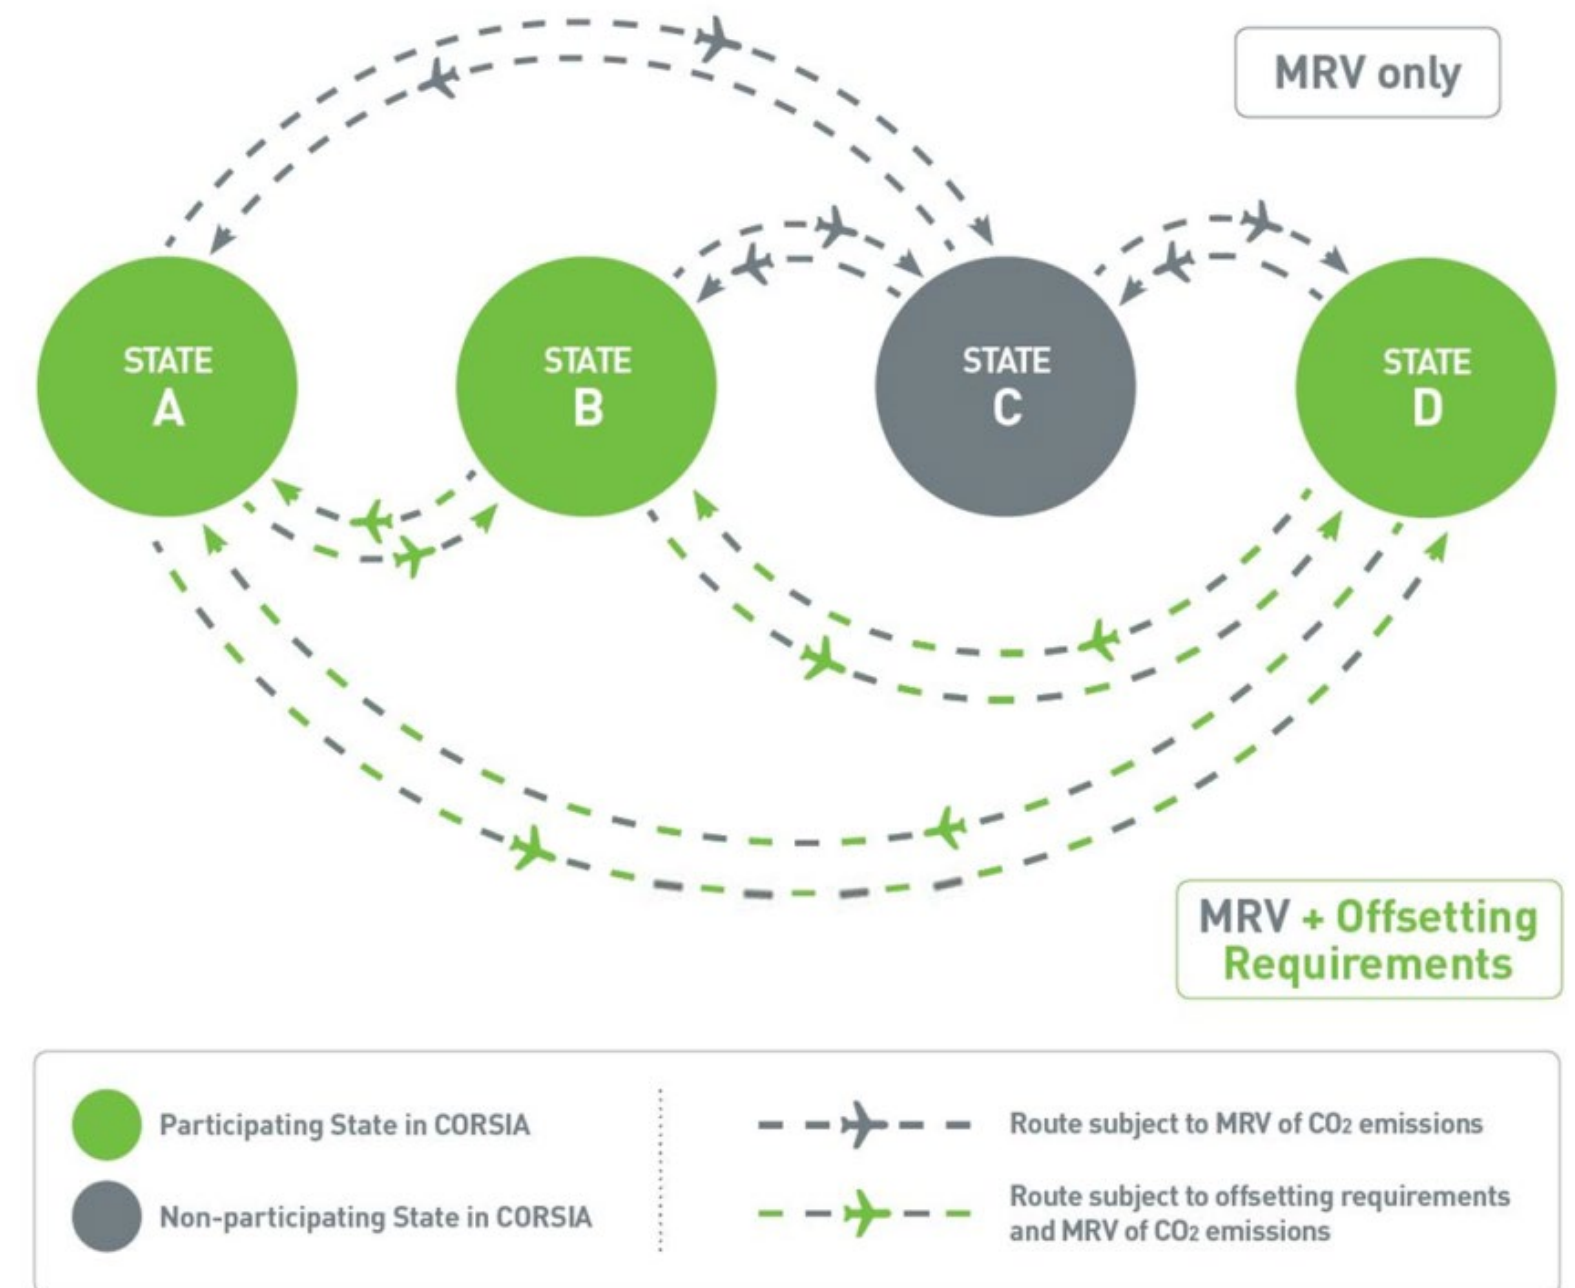 MRV only
STATE
A
STATE
B
STATE
C
STATE
D
MRV + Offsetting
Requirements
Participating State in CORSIA
Non-participating State in CORSIA
Route subject to MRV of CO2 emissions
Route subject to offsetting requirements
and MRV of CO2 emissions